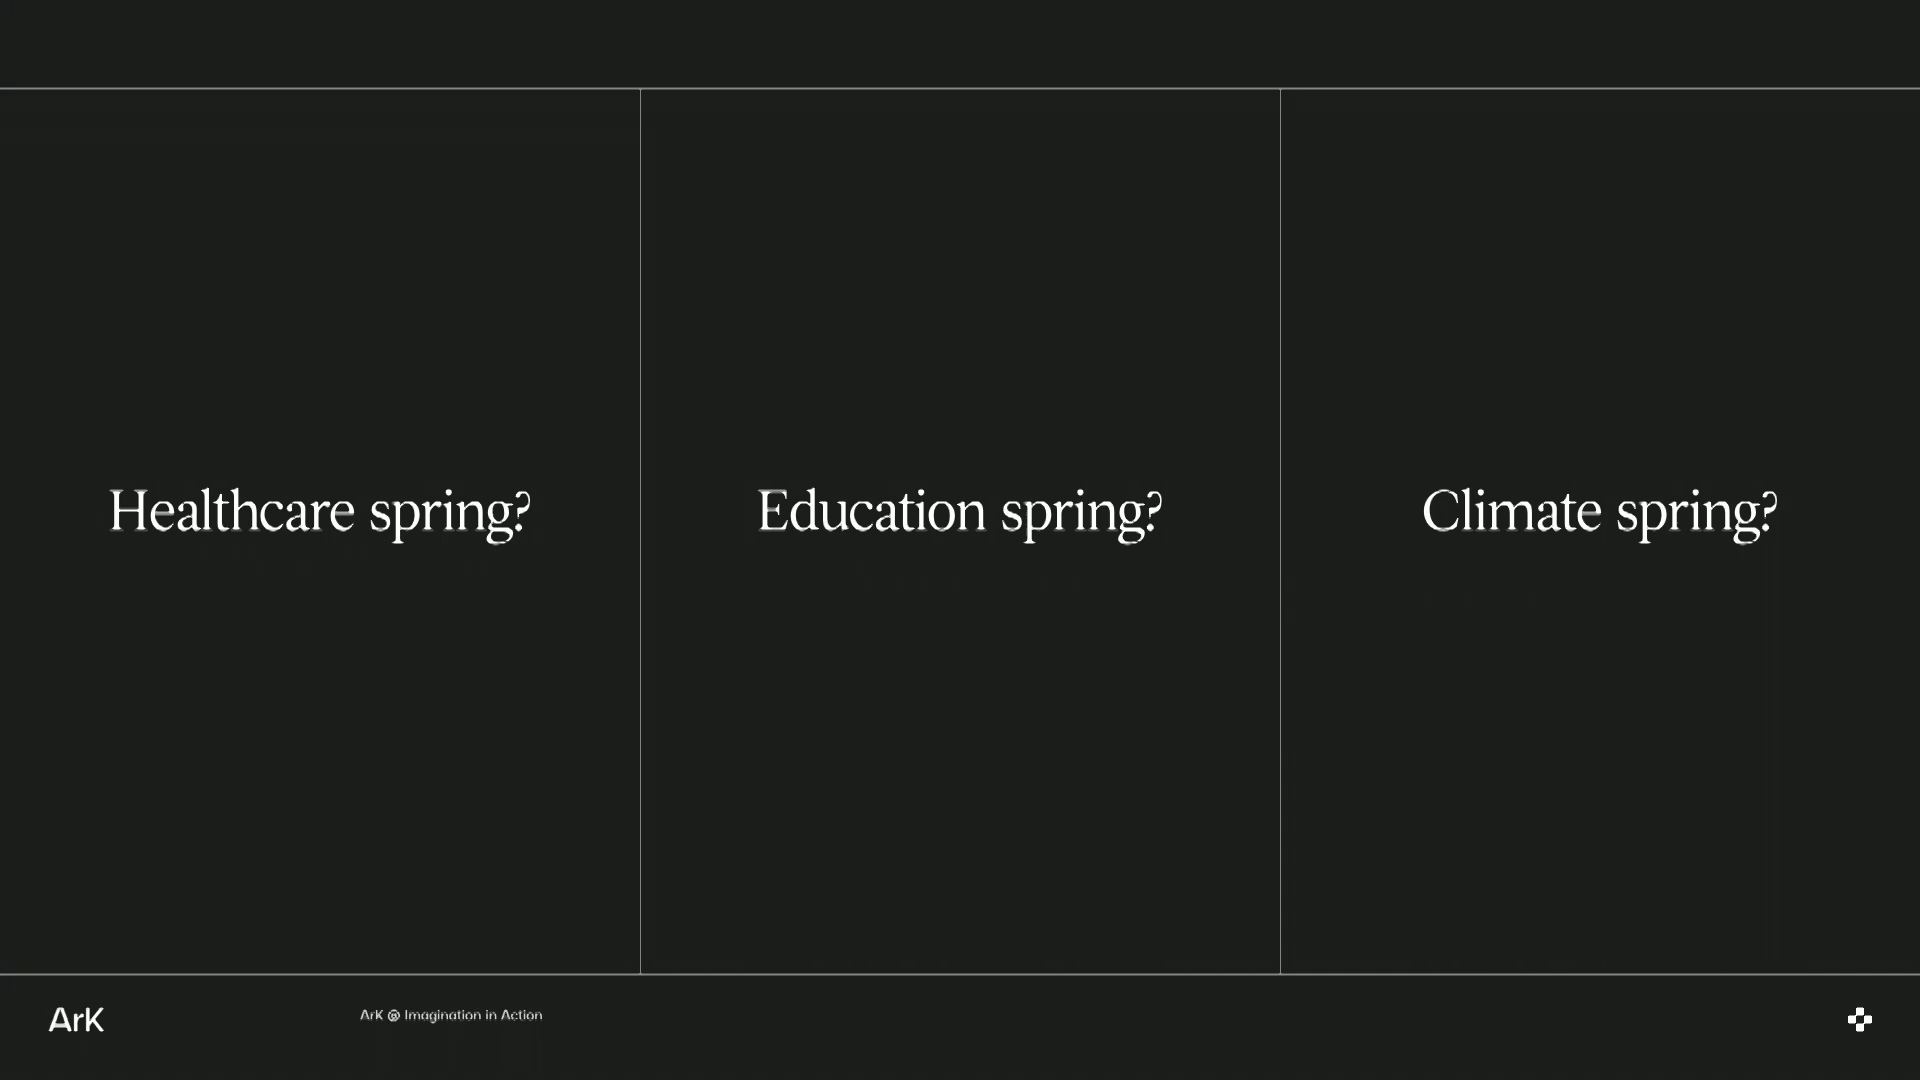 Healthcare spring?
Education spring?
Climate spring?
ArK
ArK @ Imagination in Action